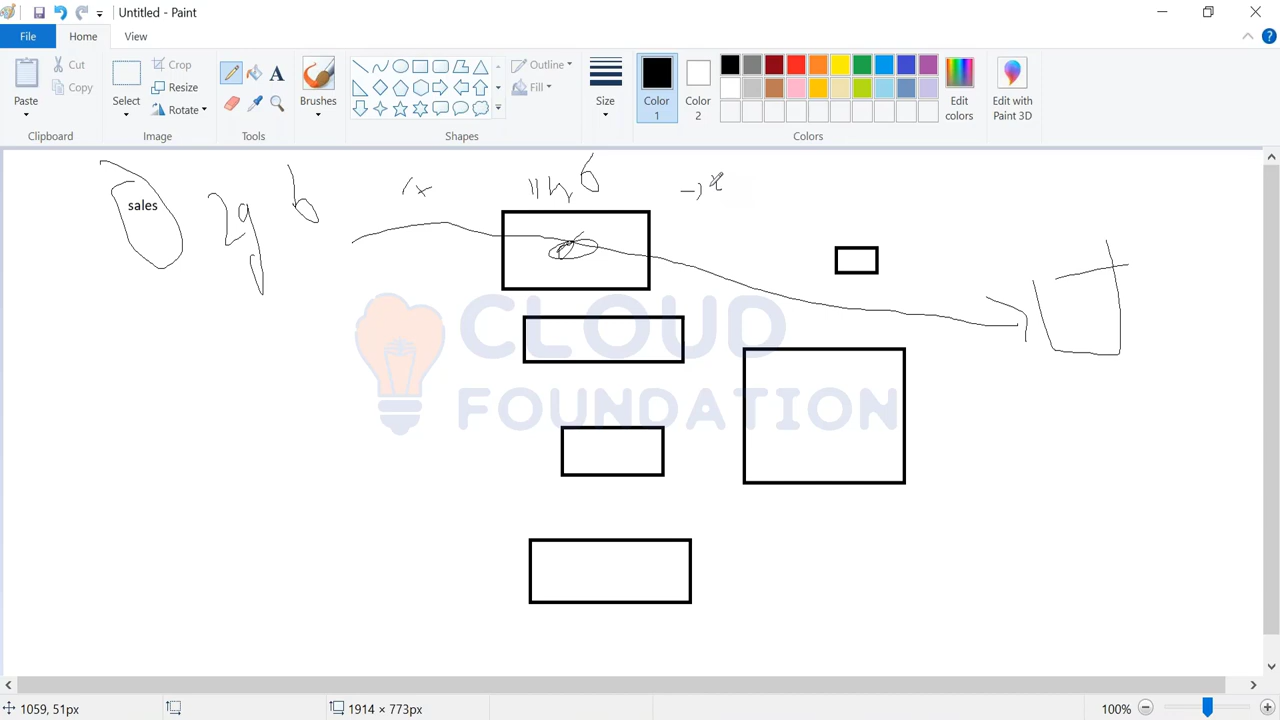 Untitled - Paint
File
Home
View
Paste
Cut
Copy
Clipboard
Select
Crop
Resize
Rotate
Image
Tools
Brushes
Shapes
Outline
Fill
Size
Color 1
Color 2
Edit colors
Colors
Edit with Paint 3D
sales
CLOUD
FOUNDATION
1059, 51px
1914 × 773px
100%